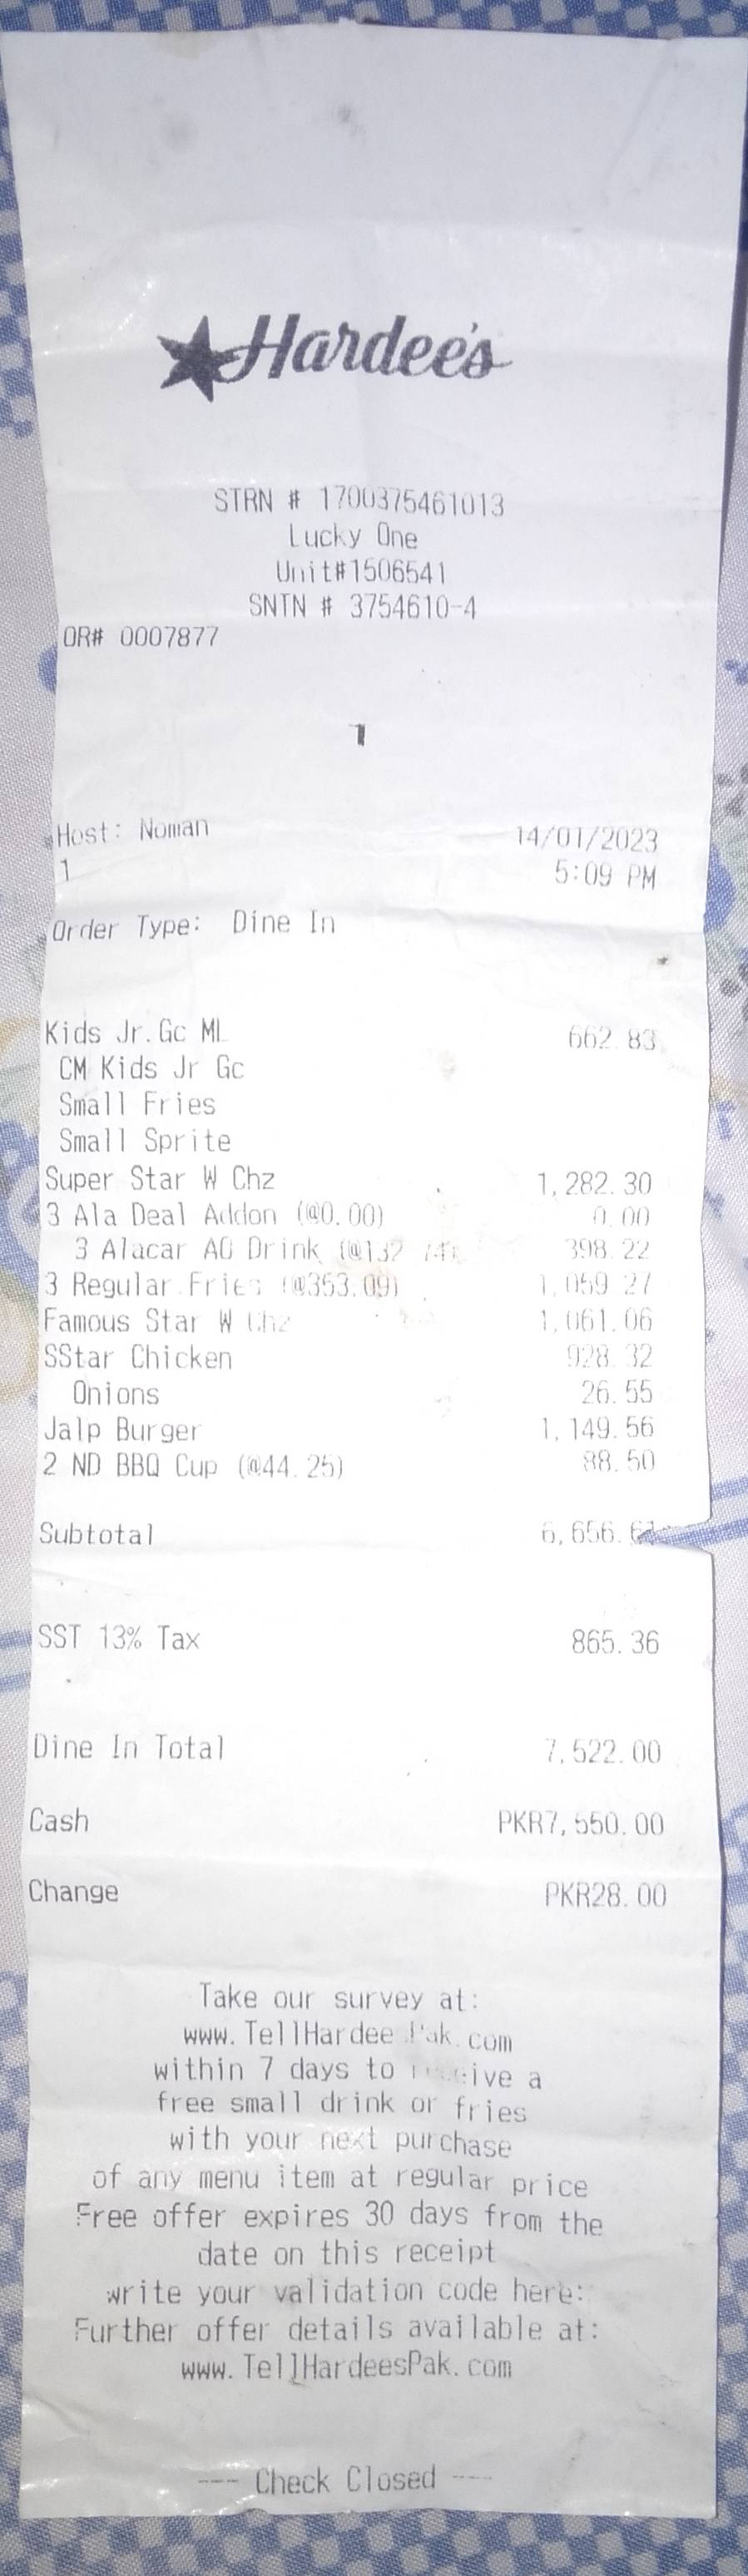 Hardee's
STRN # 1700375461013
Lucky One
Unit#1506541
SNTN # 3754610-4
OR# 0007877
1
Host: Noman 14/01/2023
1 5:09 PM
Order Type: Dine In
Kids Jr.Gc ML 662.83
CM Kids Jr Gc
Small Fries
Small Sprite
Super Star W Chz 1,282.30
3 Ala Deal Addon (@0.00) 0.00
3 Alacar AO Drink (@132.74) 398.22
3 Regular Fries (@353.09) 1,059.27
Famous Star W Chz 1,061.06
SStar Chicken 928.32
Onions 26.55
Jalp Burger 1,149.56
2 ND BBQ Cup (@44.25) 88.50
Subtotal 6,656.61
SST 13% Tax 865.36
Dine In Total 7,522.00
Cash PKR7,550.00
Change PKR28.00
Take our survey at:
www.TellHardee Pak.com
within 7 days to receive a
free small drink or fries
with your next purchase
of any menu item at regular price
Free offer expires 30 days from the
date on this receipt
write your validation code here:
Further offer details available at:
www.TellHardeesPak.com
--- Check Closed ---